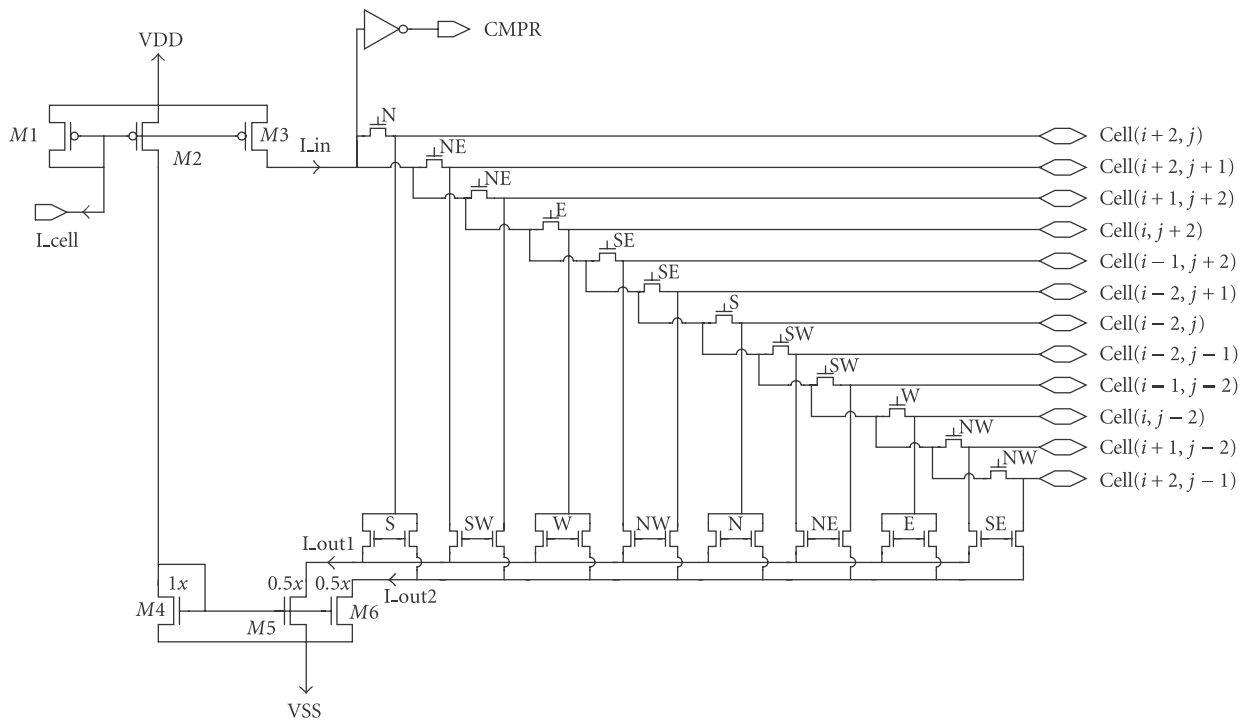 CMPR
VDD
N
M1
M3
Cell(i + 2, j)
M2
I_in
NE
Cell(i + 2, j + 1)
NE
Cell(i + 1, j + 2)
I_cell
E
Cell(i, j + 2)
SE
Cell(i − 1, j + 2)
SE
Cell(i − 2, j + 1)
S
Cell(i − 2, j)
SW
Cell(i − 2, j − 1)
SW
Cell(i − 1, j − 2)
W
Cell(i, j − 2)
NW
Cell(i + 1, j − 2)
NW
Cell(i + 2, j − 1)
S SW W NW N NE E SE
I_out1
1x 0.5x 0.5x
I_out2
M4 M5 M6
VSS